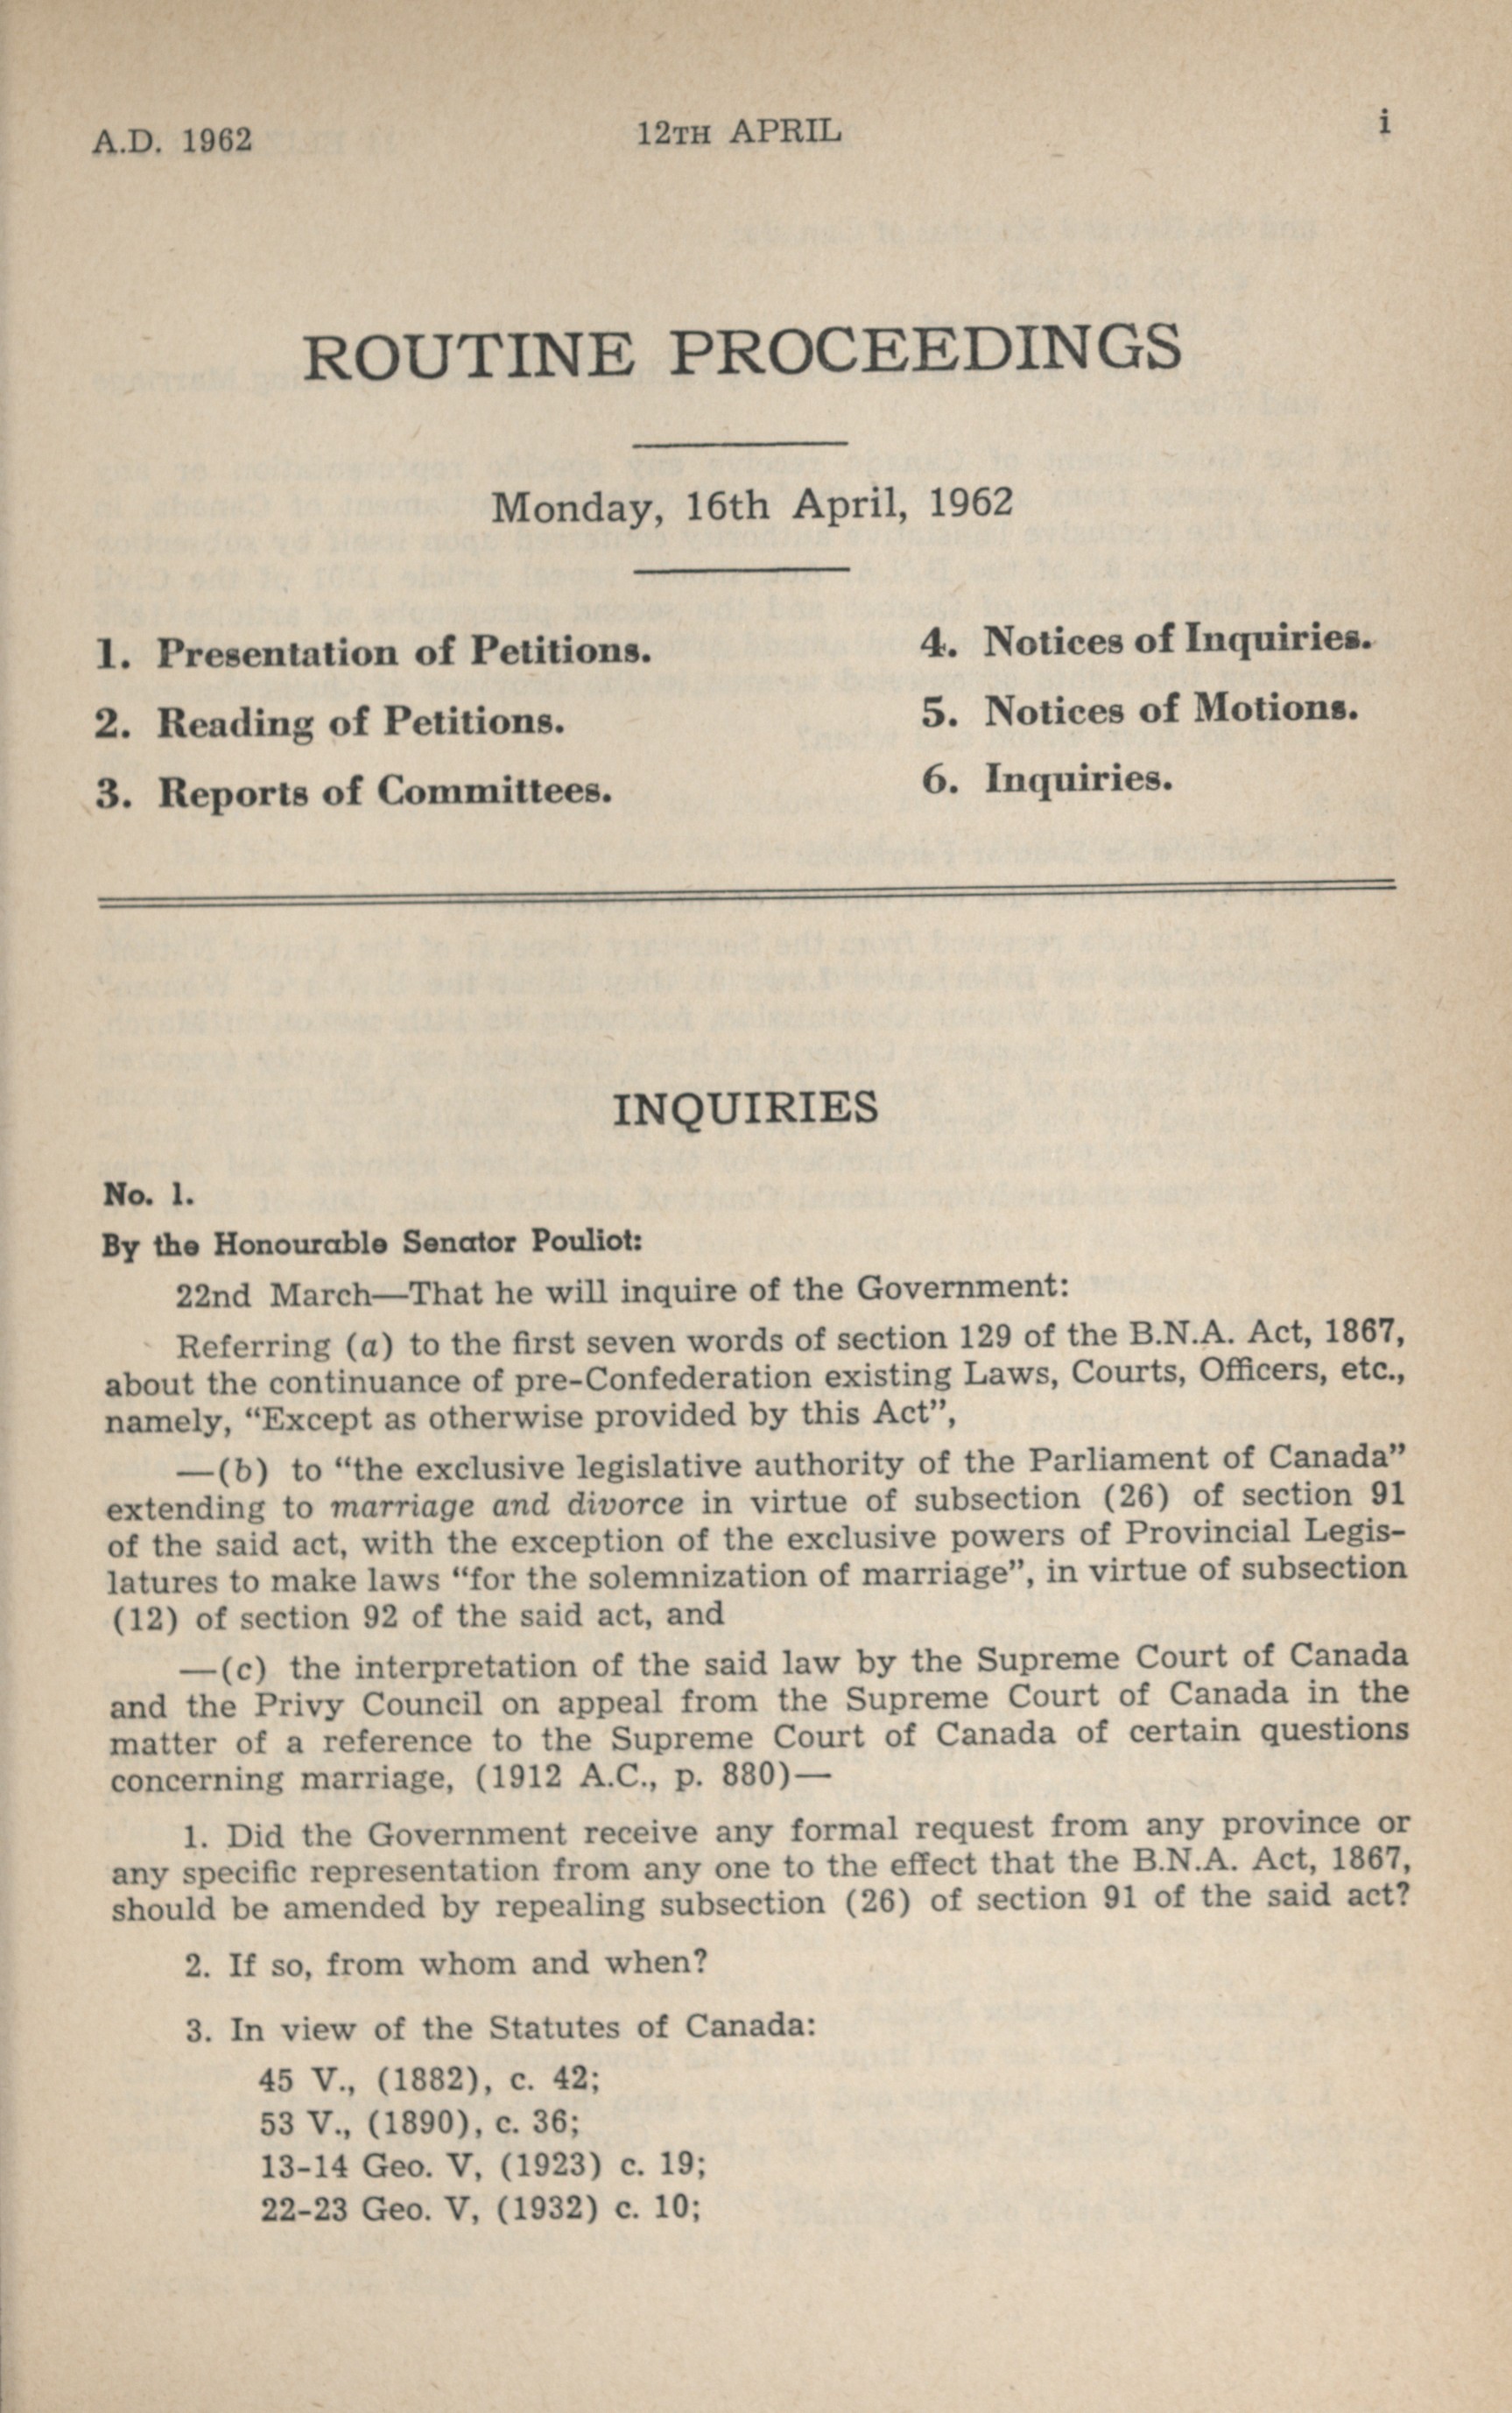 A.D. 1962 12TH APRIL i
ROUTINE PROCEEDINGS
Monday, 16th April, 1962
1. Presentation of Petitions.
2. Reading of Petitions.
3. Reports of Committees.
4. Notices of Inquiries.
5. Notices of Motions.
6. Inquiries.
INQUIRIES
No. 1.
By the Honourable Senator Pouliot:
22nd March—That he will inquire of the Government:
Referring (a) to the first seven words of section 129 of the B.N.A. Act, 1867,
about the continuance of pre-Confederation existing Laws, Courts, Officers, etc.,
namely, “Except as otherwise provided by this Act”,
—(b) to “the exclusive legislative authority of the Parliament of Canada”
extending to marriage and divorce in virtue of subsection (26) of section 91
of the said act, with the exception of the exclusive powers of Provincial Legis-
latures to make laws “for the solemnization of marriage”, in virtue of subsection
(12) of section 92 of the said act, and
—(c) the interpretation of the said law by the Supreme Court of Canada
and the Privy Council on appeal from the Supreme Court of Canada in the
matter of a reference to the Supreme Court of Canada of certain questions
concerning marriage, (1912 A.C., p. 880)—
1. Did the Government receive any formal request from any province or
any specific representation from any one to the effect that the B.N.A. Act, 1867,
should be amended by repealing subsection (26) of section 91 of the said act?
2. If so, from whom and when?
3. In view of the Statutes of Canada:
45 V., (1882), c. 42;
53 V., (1890), c. 36;
13-14 Geo. V, (1923) c. 19;
22-23 Geo. V, (1932) c. 10;